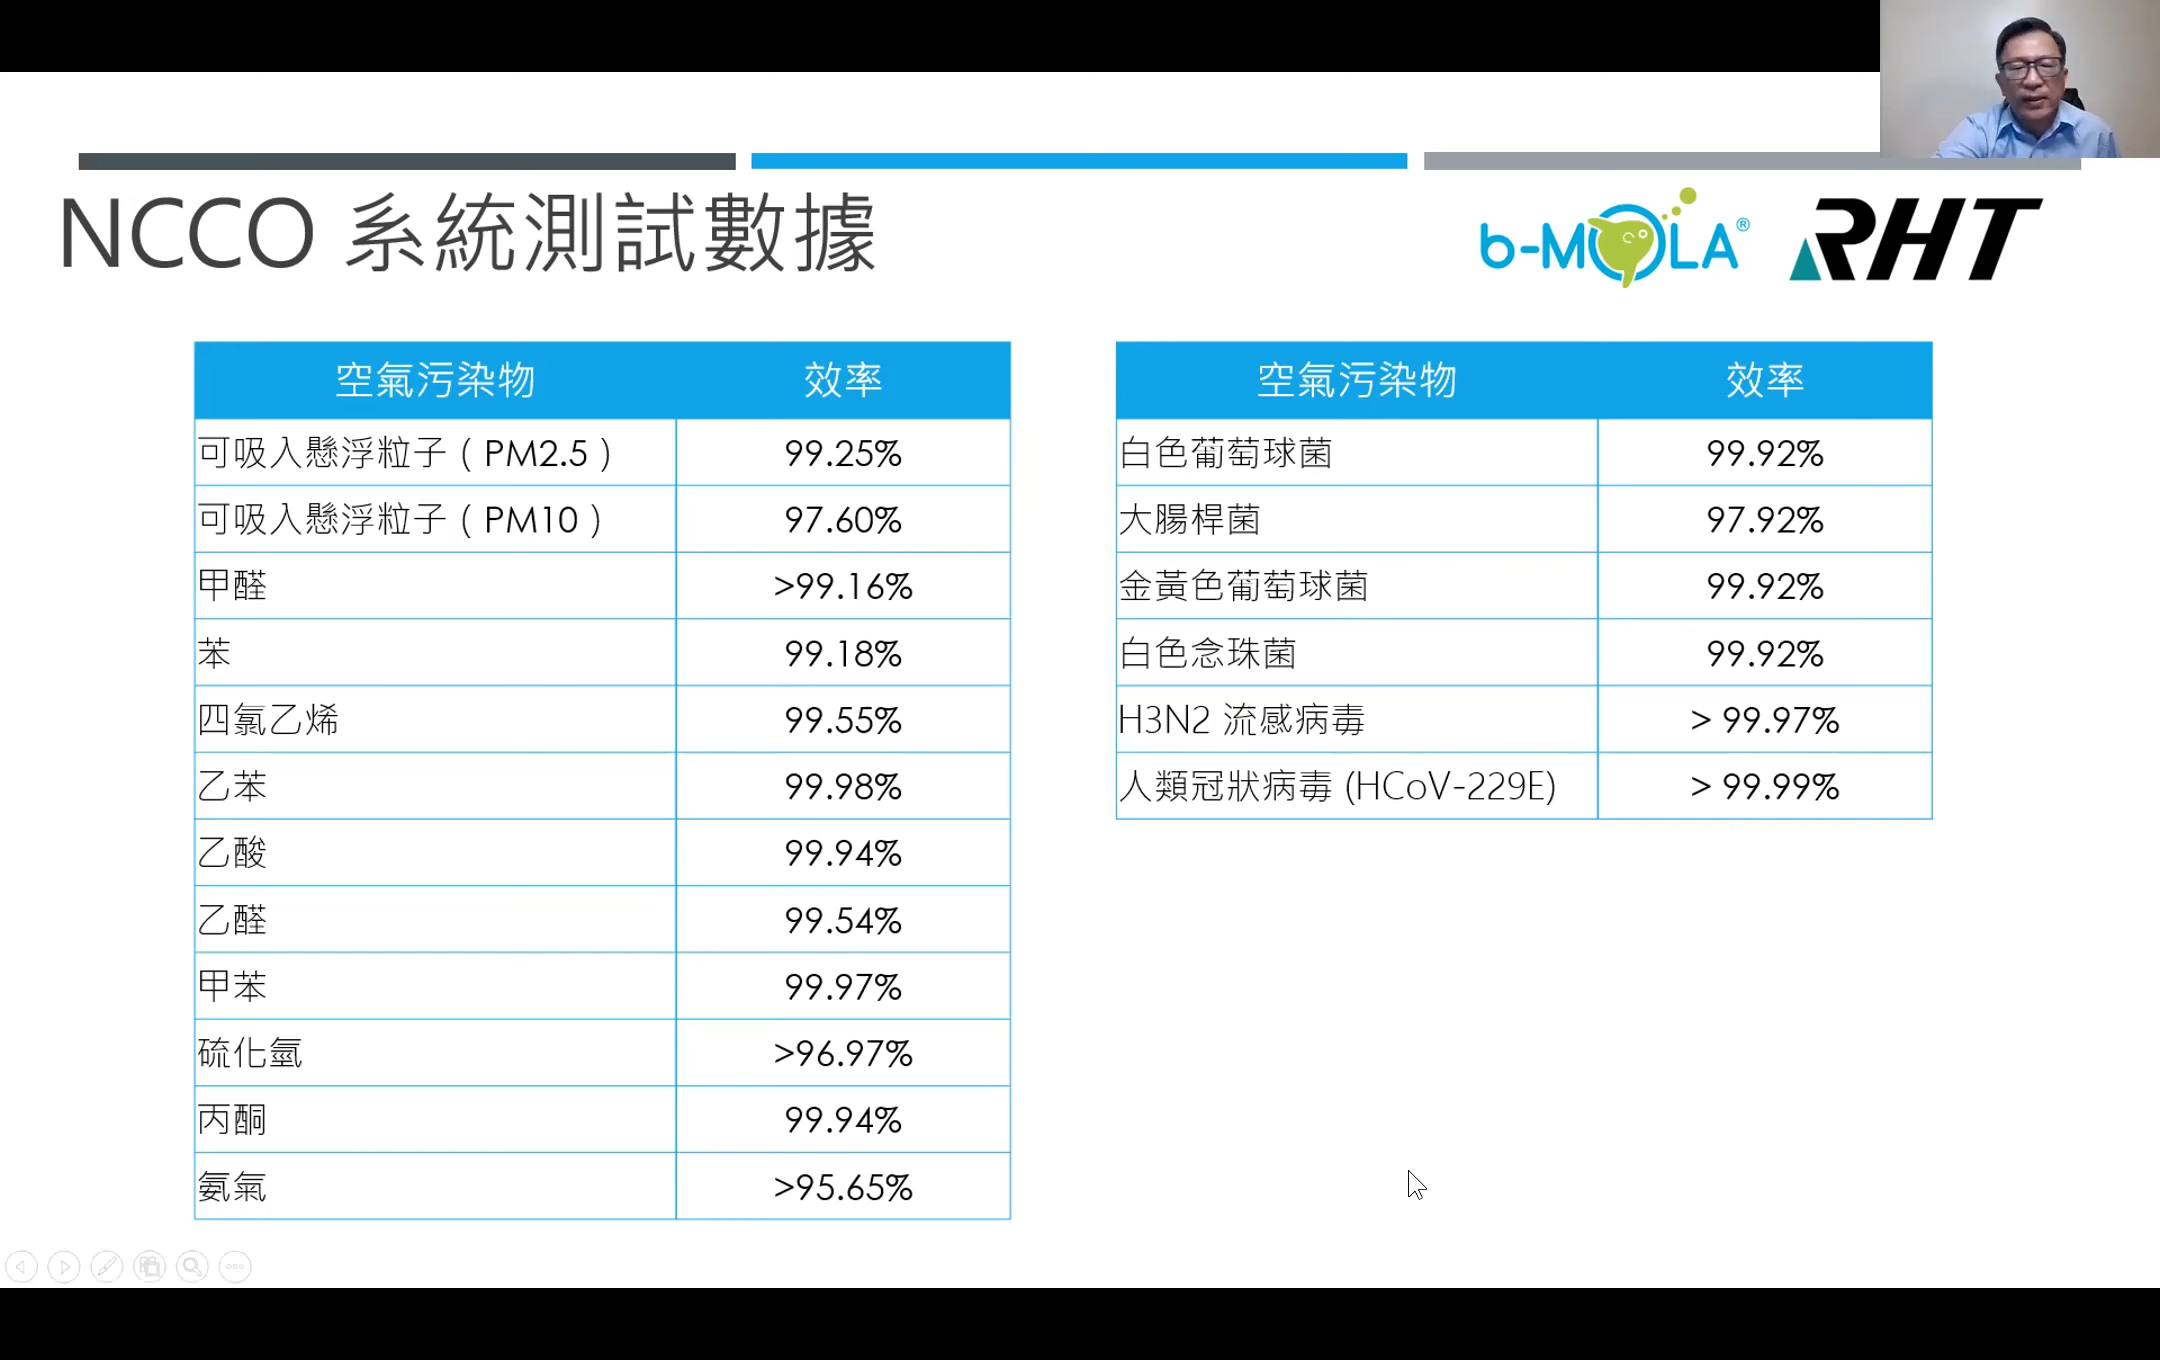 NCCO 系統測試數據
b-MOLA®
RHT
空氣污染物 效率
可吸入懸浮粒子（PM2.5） 99.25%
可吸入懸浮粒子（PM10） 97.60%
甲醛 >99.16%
苯 99.18%
四氯乙烯 99.55%
乙苯 99.98%
乙酸 99.94%
乙醛 99.54%
甲苯 99.97%
硫化氫 >96.97%
丙酮 99.94%
氨氣 >95.65%
空氣污染物 效率
白色葡萄球菌 99.92%
大腸桿菌 97.92%
金黃色葡萄球菌 99.92%
白色念珠菌 99.92%
H3N2 流感病毒 > 99.97%
人類冠狀病毒 (HCoV-229E) > 99.99%